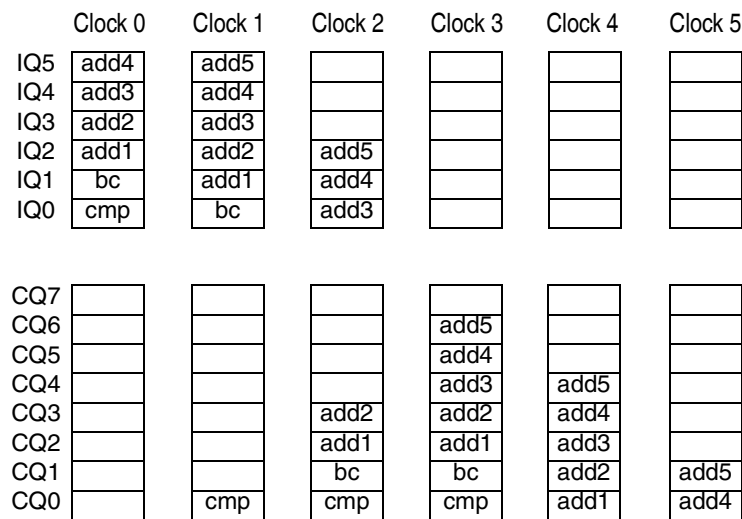 Clock 0 Clock 1 Clock 2 Clock 3 Clock 4 Clock 5
IQ5 add4 add5
IQ4 add3 add4
IQ3 add2 add3
IQ2 add1 add2 add5
IQ1 bc add1 add4
IQ0 cmp bc add3
CQ7
CQ6 add5
CQ5 add4
CQ4 add3 add5
CQ3 add2 add2 add4
CQ2 add1 add1 add3
CQ1 bc bc add2 add5
CQ0 cmp cmp cmp add1 add4